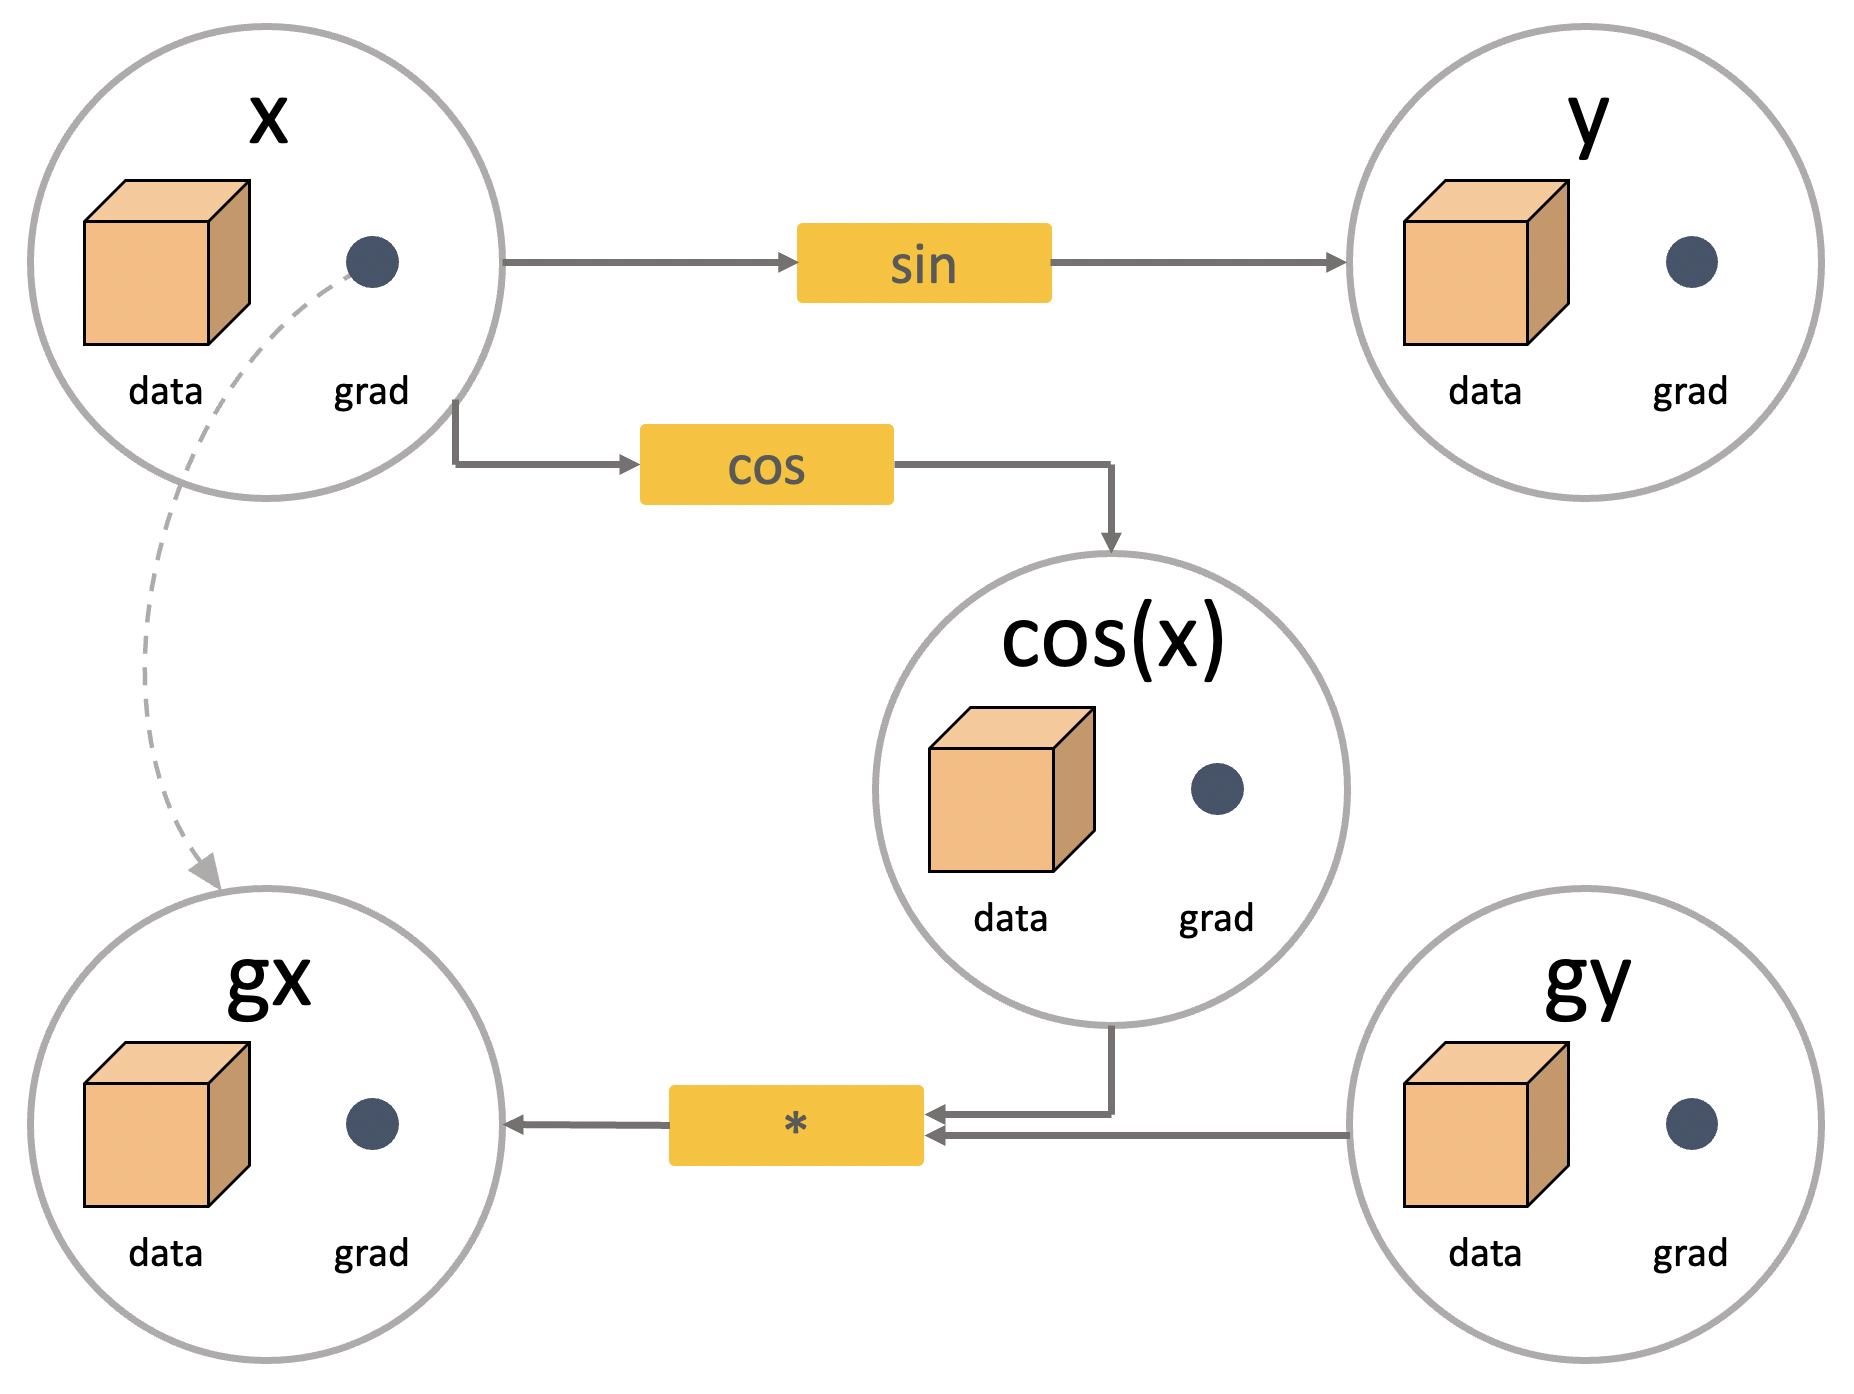 x
data
grad
sin
y
data
grad
cos
cos(x)
data
grad
gx
data
grad
*
gy
data
grad